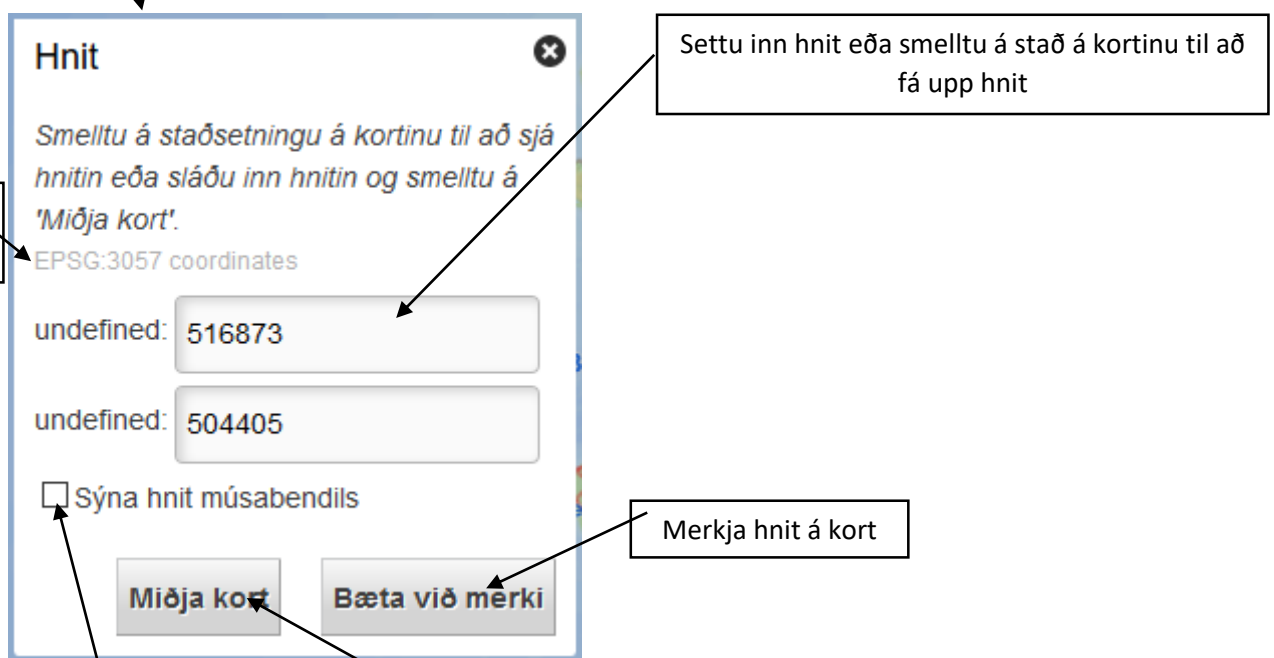 Hnit
Smelltu á staðsetningu á kortinu til að sjá
hnitin eða sláðu inn hnitin og smelltu á
'Miðja kort'.
EPSG:3057 coordinates
undefined: 516873
undefined: 504405
Sýna hnit músabendils
Miðja kort Bæta við merki
Settu inn hnit eða smelltu á stað á kortinu til að
fá upp hnit
Merkja hnit á kort